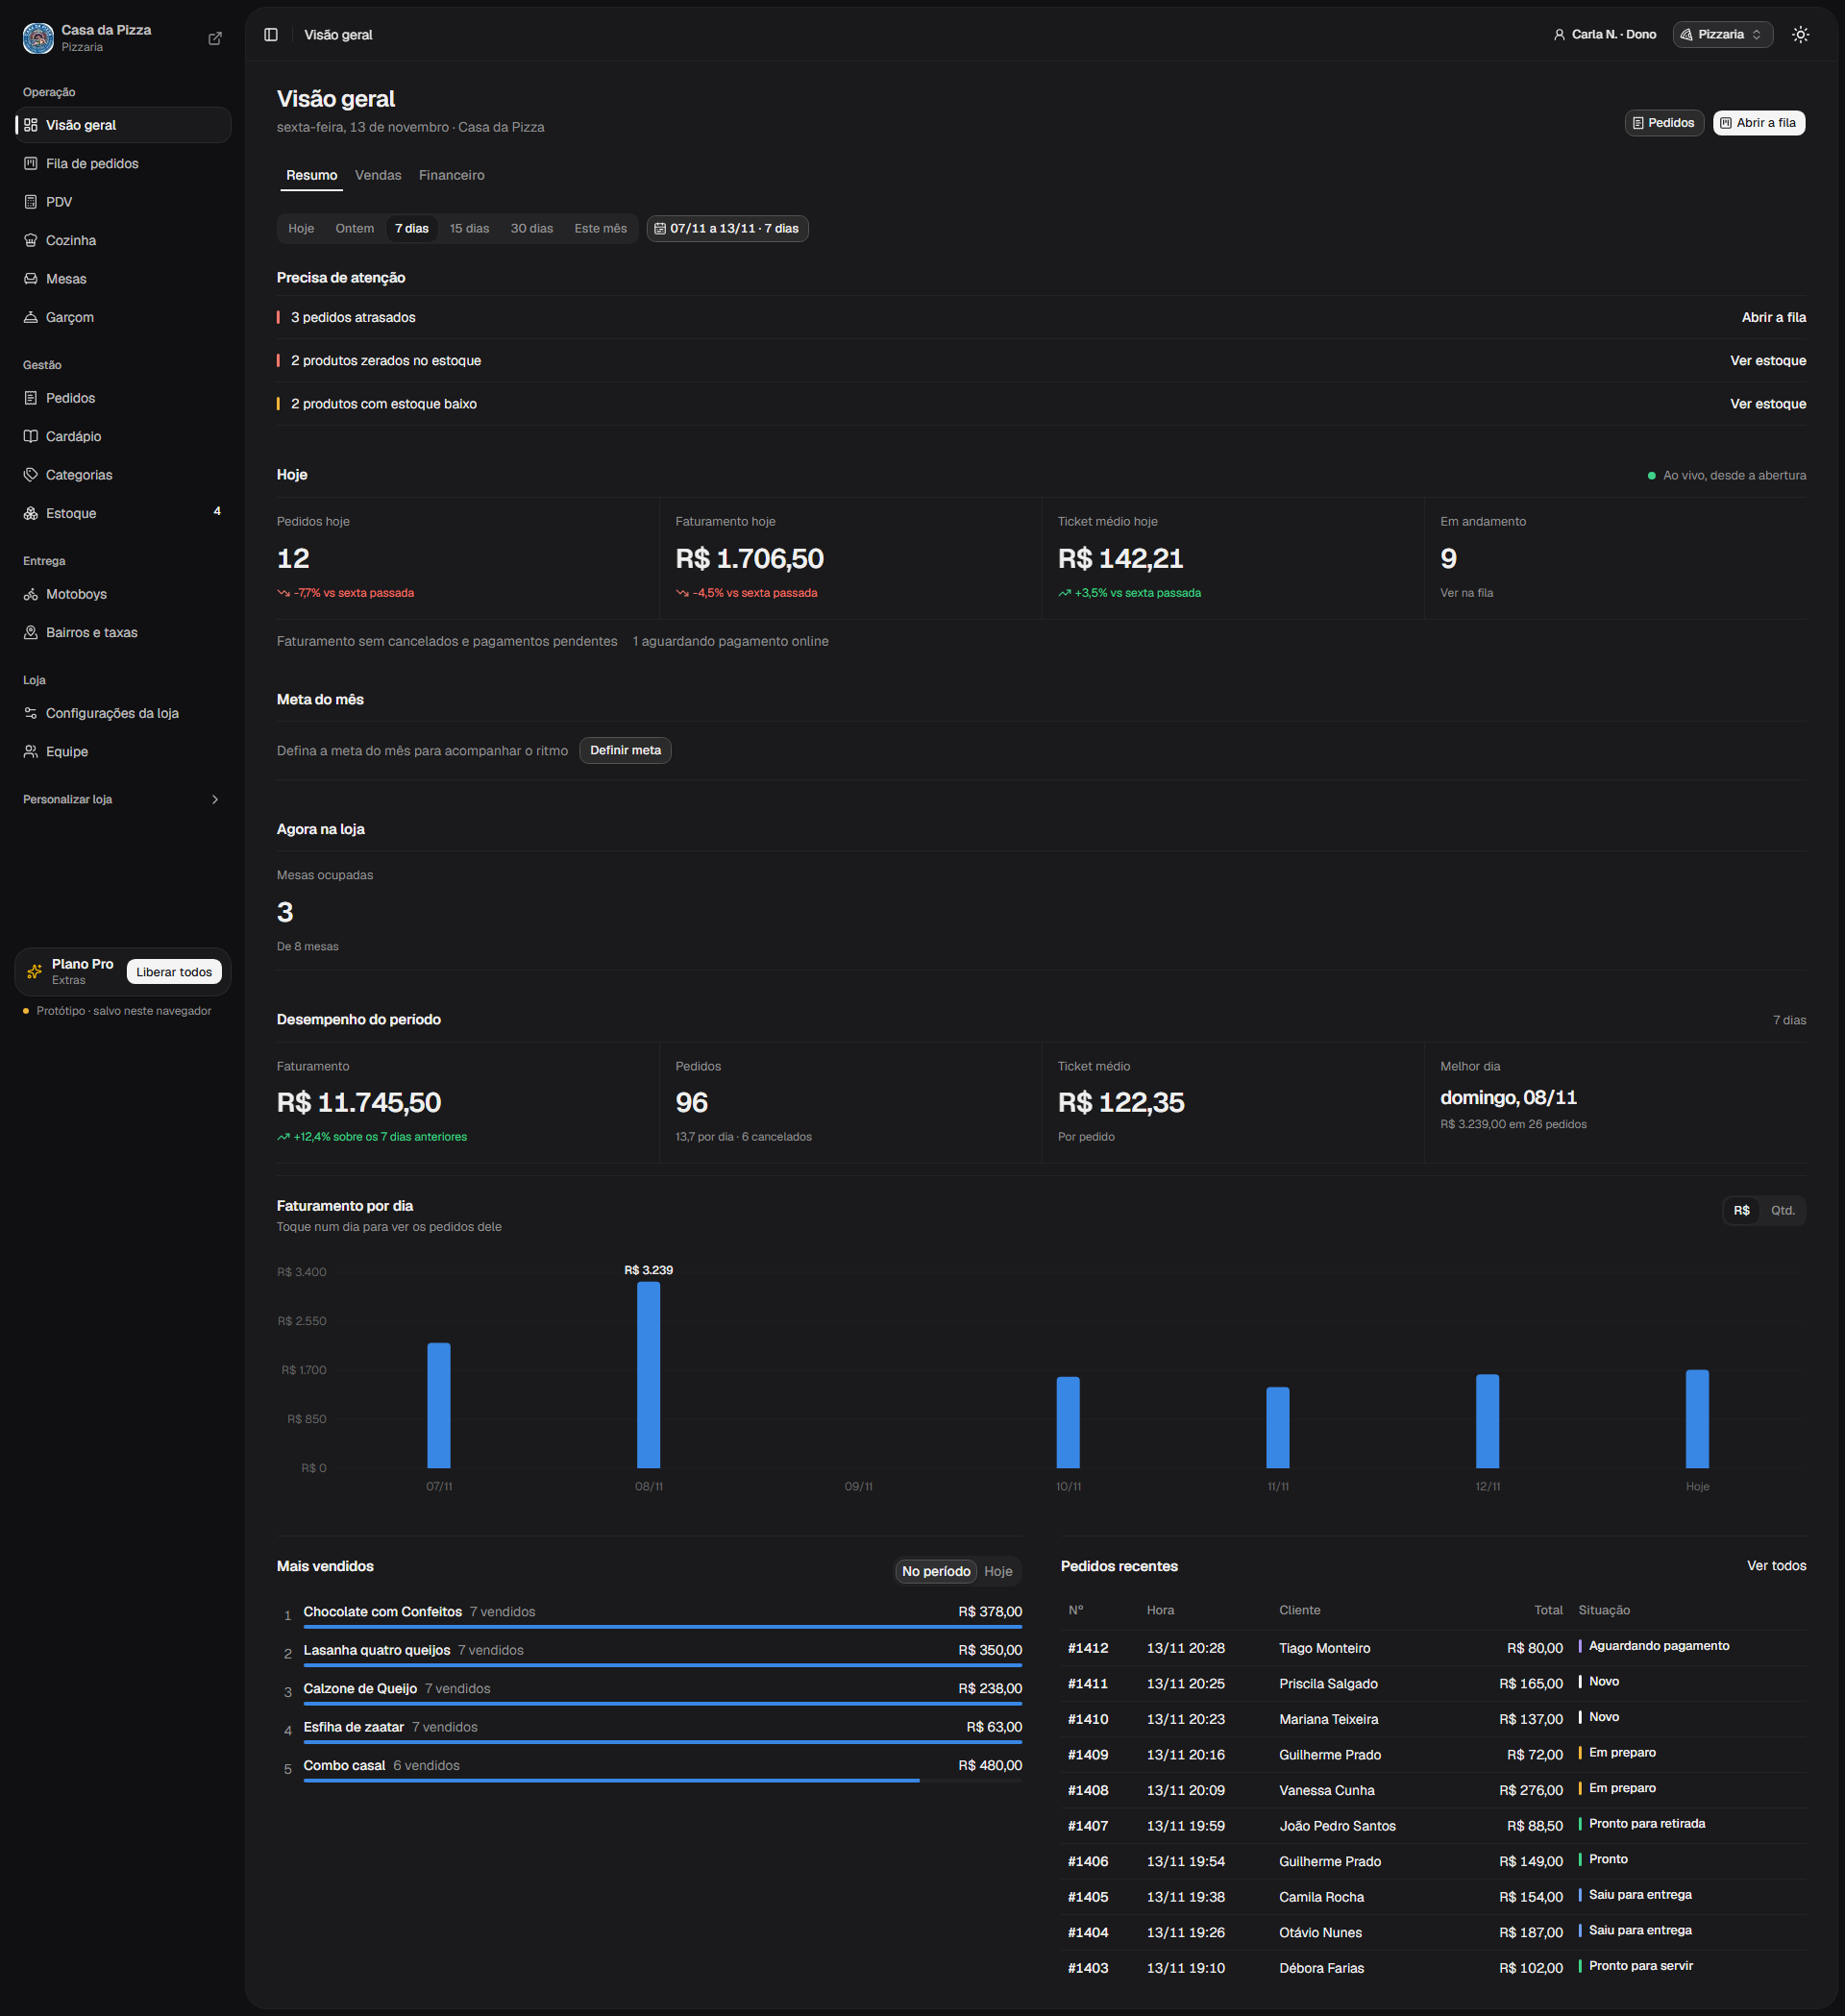 Casa da Pizza
Pizzaria
Operação
Visão geral
Fila de pedidos
PDV
Cozinha
Mesas
Garçom
Gestão
Pedidos
Cardápio
Categorias
Estoque 4
Entrega
Motoboys
Bairros e taxas
Loja
Configurações da loja
Equipe
Personalizar loja
Plano Pro
Extras
Liberar todos
Protótipo · salvo neste navegador
Visão geral
Carla N. · Dono
Pizzaria
Visão geral
sexta-feira, 13 de novembro · Casa da Pizza
Pedidos
Abrir a fila
Resumo Vendas Financeiro
Hoje Ontem 7 dias 15 dias 30 dias Este mês
07/11 a 13/11 · 7 dias
Precisa de atenção
3 pedidos atrasados Abrir a fila
2 produtos zerados no estoque Ver estoque
2 produtos com estoque baixo Ver estoque
Hoje
Ao vivo, desde a abertura
Pedidos hoje
12
-7,7% vs sexta passada
Faturamento hoje
R$ 1.706,50
-4,5% vs sexta passada
Ticket médio hoje
R$ 142,21
+3,5% vs sexta passada
Em andamento
9
Ver na fila
Faturamento sem cancelados e pagamentos pendentes 1 aguardando pagamento online
Meta do mês
Defina a meta do mês para acompanhar o ritmo Definir meta
Agora na loja
Mesas ocupadas
3
De 8 mesas
Desempenho do período 7 dias
Faturamento
R$ 11.745,50
+12,4% sobre os 7 dias anteriores
Pedidos
96
13,7 por dia · 6 cancelados
Ticket médio
R$ 122,35
Por pedido
Melhor dia
domingo, 08/11
R$ 3.239,00 em 26 pedidos
Faturamento por dia
Toque num dia para ver os pedidos dele
R$ Qtd.
R$ 3.400
R$ 2.550
R$ 1.700
R$ 850
R$ 0
R$ 3.239
07/11 08/11 09/11 10/11 11/11 12/11 Hoje
Mais vendidos
No período Hoje
1 Chocolate com Confeitos 7 vendidos R$ 378,00
2 Lasanha quatro queijos 7 vendidos R$ 350,00
3 Calzone de Queijo 7 vendidos R$ 238,00
4 Esfiha de zaatar 7 vendidos R$ 63,00
5 Combo casal 6 vendidos R$ 480,00
Pedidos recentes Ver todos
Nº Hora Cliente Total Situação
#1412 13/11 20:28 Tiago Monteiro R$ 80,00 Aguardando pagamento
#1411 13/11 20:25 Priscila Salgado R$ 165,00 Novo
#1410 13/11 20:23 Mariana Teixeira R$ 137,00 Novo
#1409 13/11 20:16 Guilherme Prado R$ 72,00 Em preparo
#1408 13/11 20:09 Vanessa Cunha R$ 276,00 Em preparo
#1407 13/11 19:59 João Pedro Santos R$ 88,50 Pronto para retirada
#1406 13/11 19:54 Guilherme Prado R$ 149,00 Pronto
#1405 13/11 19:38 Camila Rocha R$ 154,00 Saiu para entrega
#1404 13/11 19:26 Otávio Nunes R$ 187,00 Saiu para entrega
#1403 13/11 19:10 Débora Farias R$ 102,00 Pronto para servir